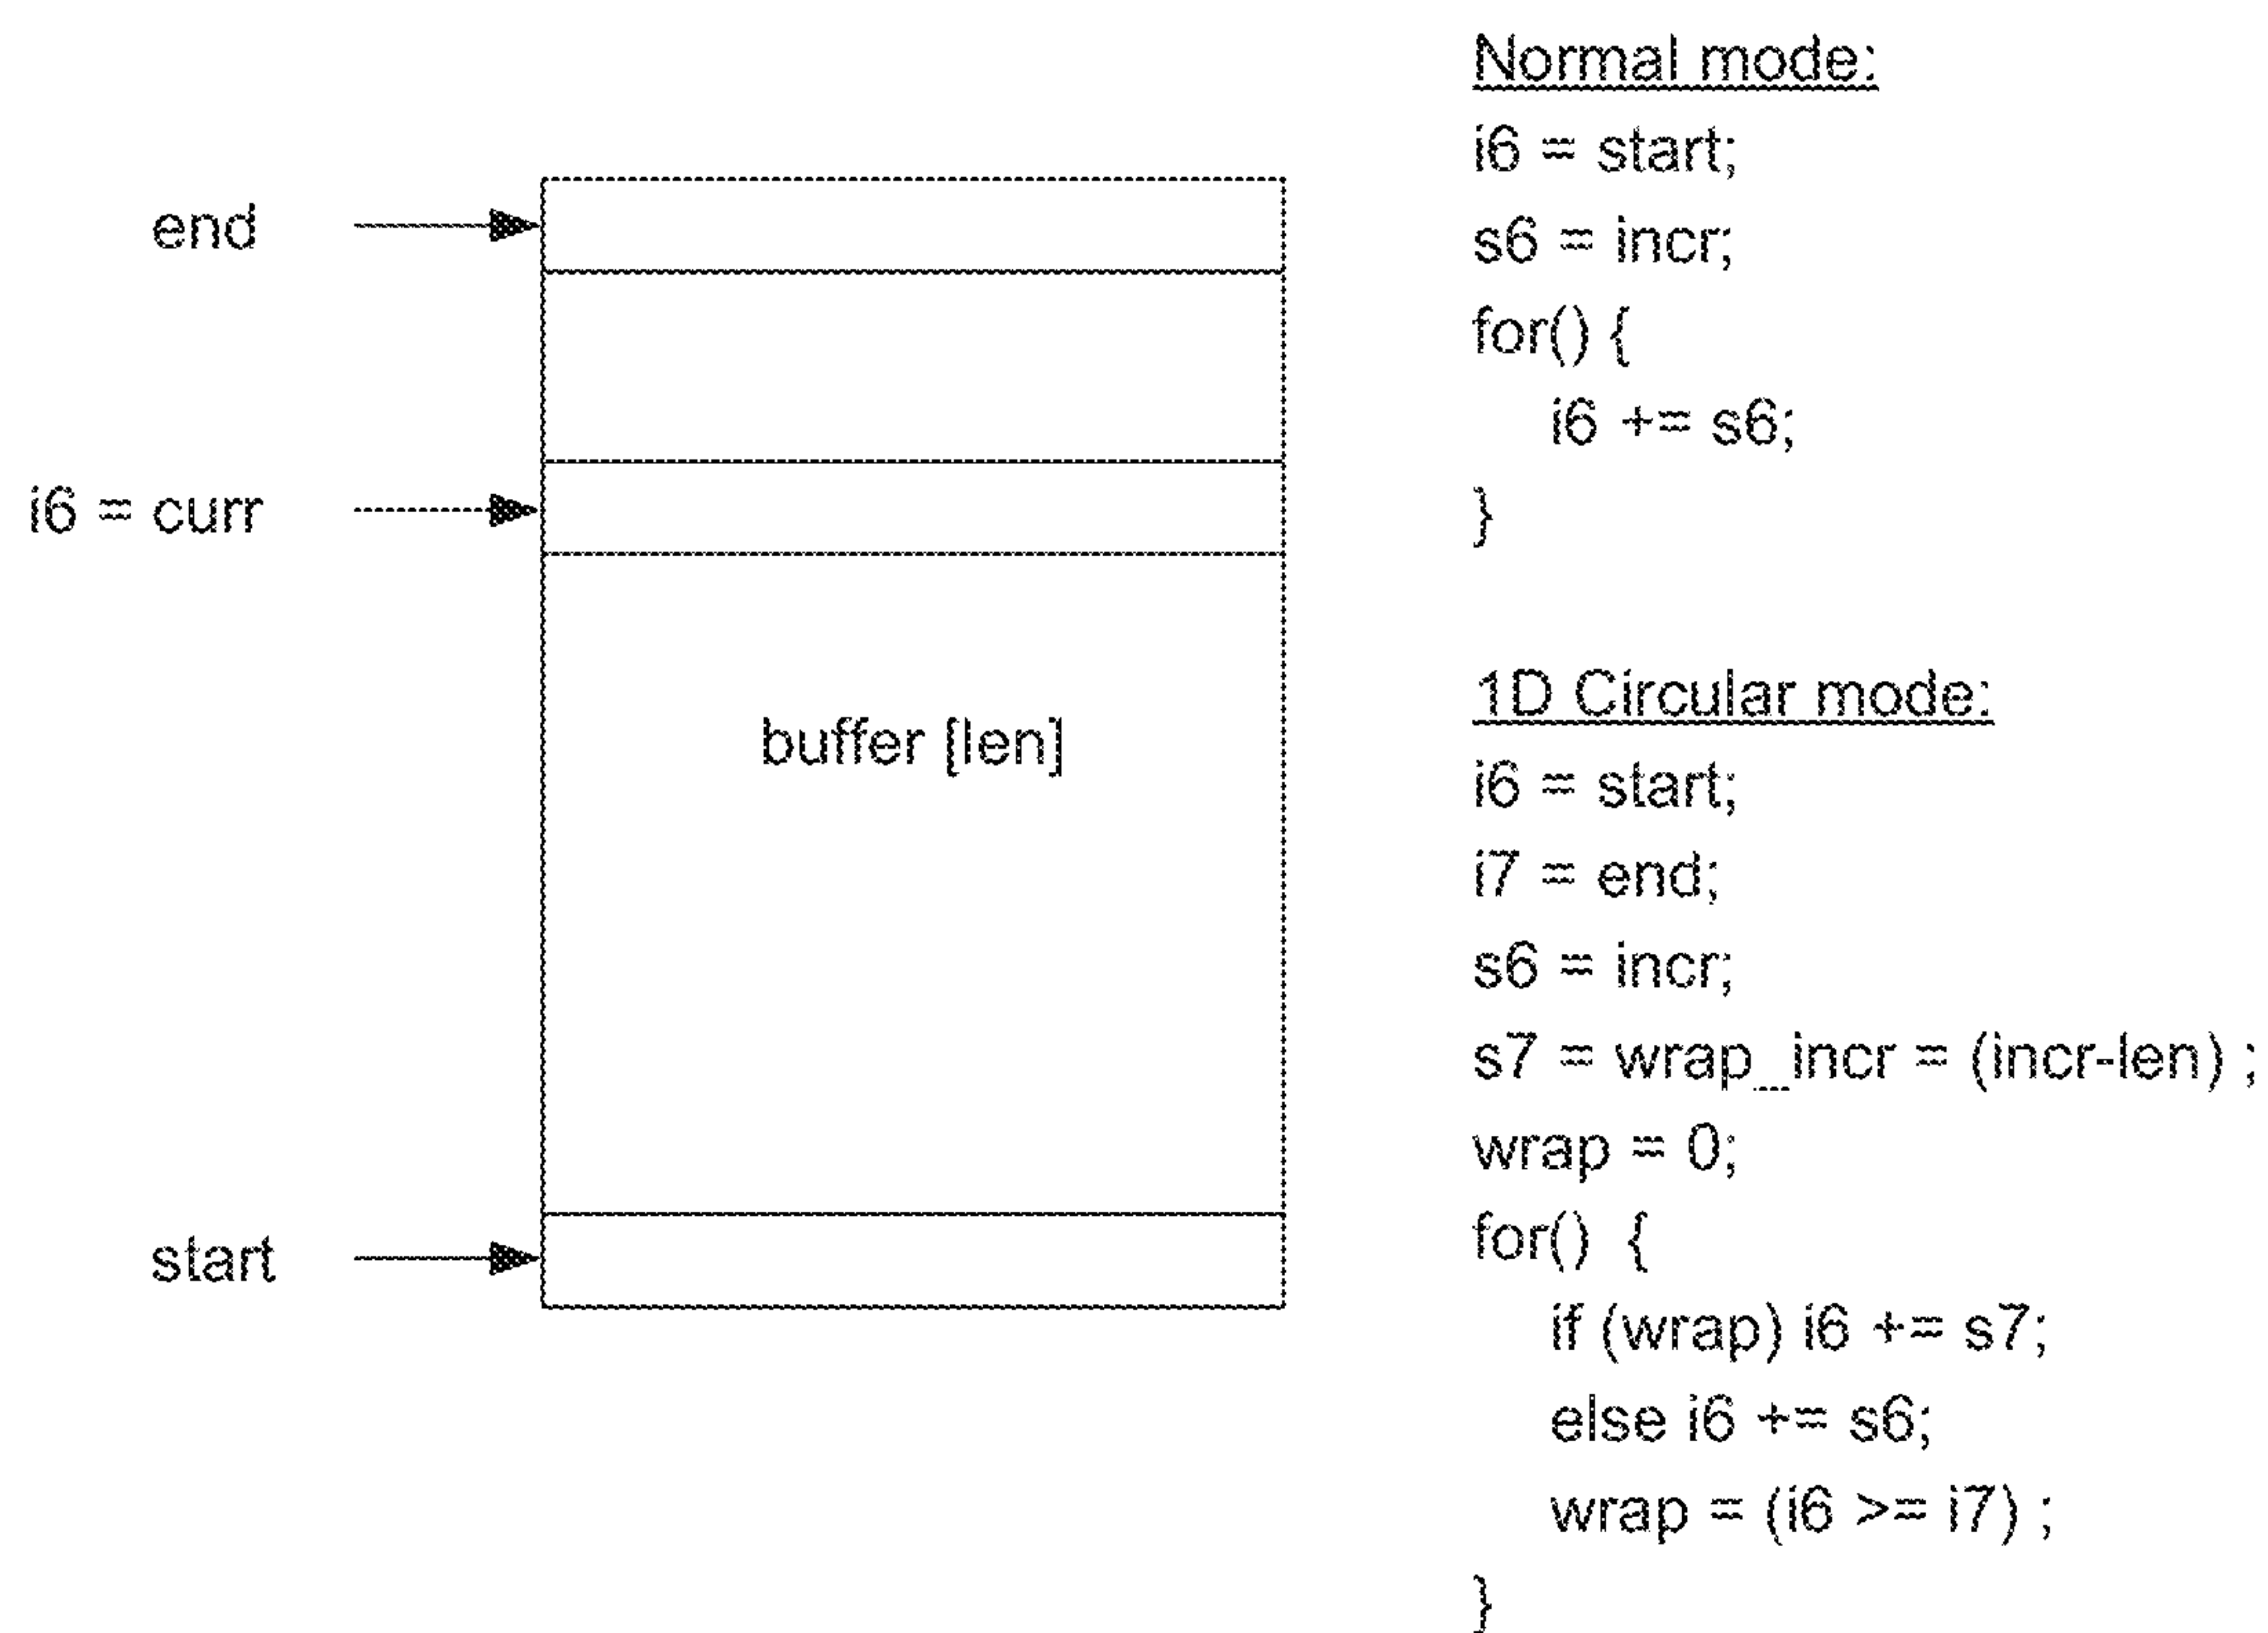 end
i6 = curr
buffer [len]
start
Normal mode:
i6 = start;
s6 = incr;
for() {
i6 += s6;
}
1D Circular mode:
i6 = start;
i7 = end;
s6 = incr;
s7 = wrap_incr = (incr-len) ;
wrap = 0;
for() {
if (wrap) i6 += s7;
else i6 += s6;
wrap = (i6 >= i7) ;
}